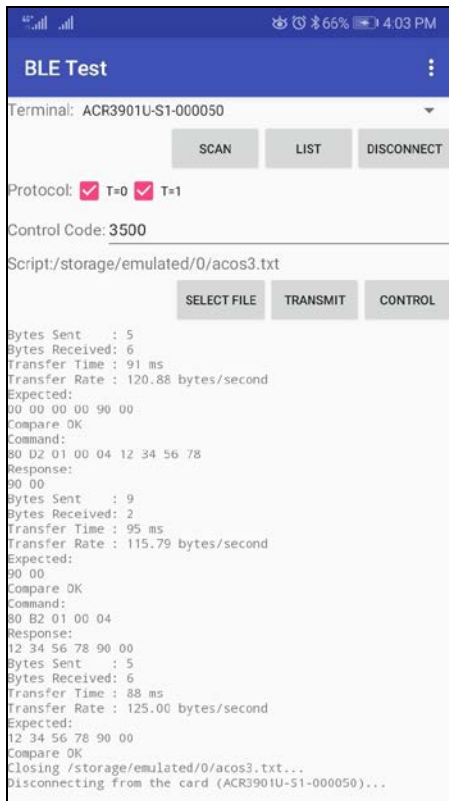 66% 4:03 PM
BLE Test
Terminal: ACR3901U-S1-000050
SCAN LIST DISCONNECT
Protocol: T=0 T=1
Control Code: 3500
Script:/storage/emulated/0/acos3.txt
SELECT FILE TRANSMIT CONTROL
Bytes Sent : 5
Bytes Received: 6
Transfer Time : 91 ms
Transfer Rate : 120.88 bytes/second
Expected:
00 00 00 00 90 00
Compare OK
Command:
80 D2 01 00 04 12 34 56 78
Response:
90 00
Bytes Sent : 9
Bytes Received: 2
Transfer Time : 95 ms
Transfer Rate : 115.79 bytes/second
Expected:
90 00
Compare OK
Command:
80 B2 01 00 04
Response:
12 34 56 78 90 00
Bytes Sent : 5
Bytes Received: 6
Transfer Time : 88 ms
Transfer Rate : 125.00 bytes/second
Expected:
12 34 56 78 90 00
Compare OK
Closing /storage/emulated/0/acos3.txt...
Disconnecting from the card (ACR3901U-S1-000050)...